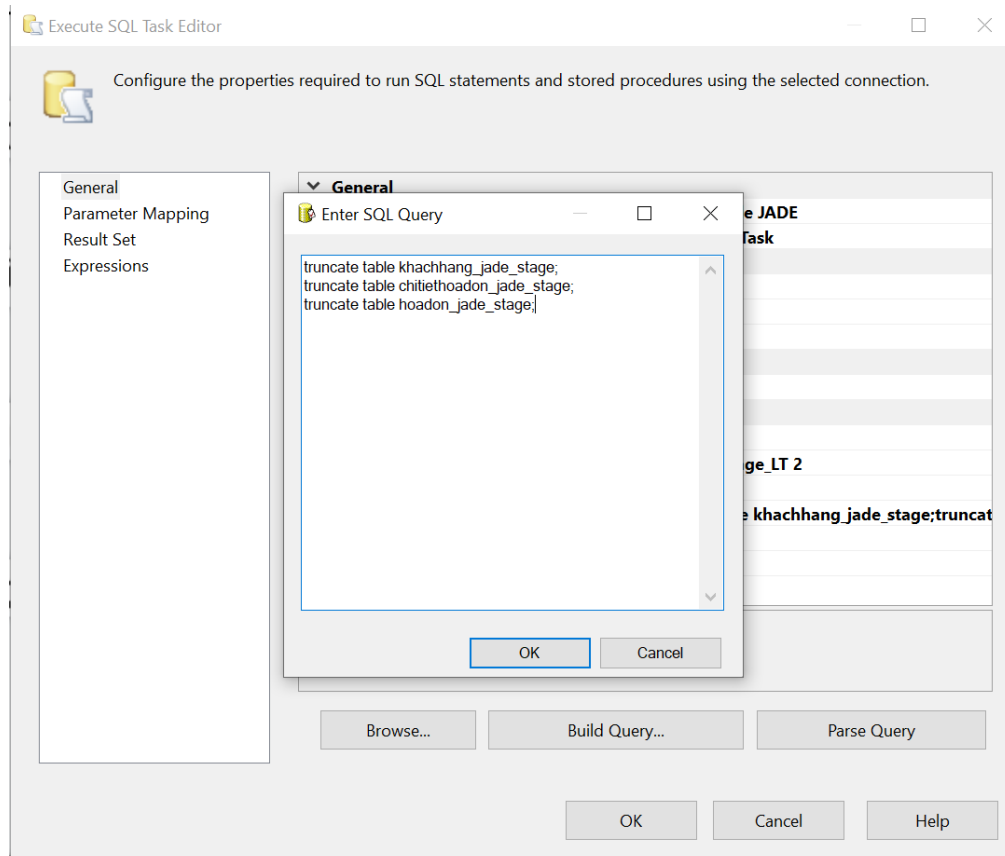 Execute SQL Task Editor
Configure the properties required to run SQL statements and stored procedures using the selected connection.
General
Parameter Mapping
Result Set
Expressions
General
e JADE
Task
ge_LT 2
e khachhang_jade_stage;truncat
Enter SQL Query
truncate table khachhang_jade_stage;
truncate table chitiethoadon_jade_stage;
truncate table hoadon_jade_stage;
OK
Cancel
Browse...
Build Query...
Parse Query
OK
Cancel
Help